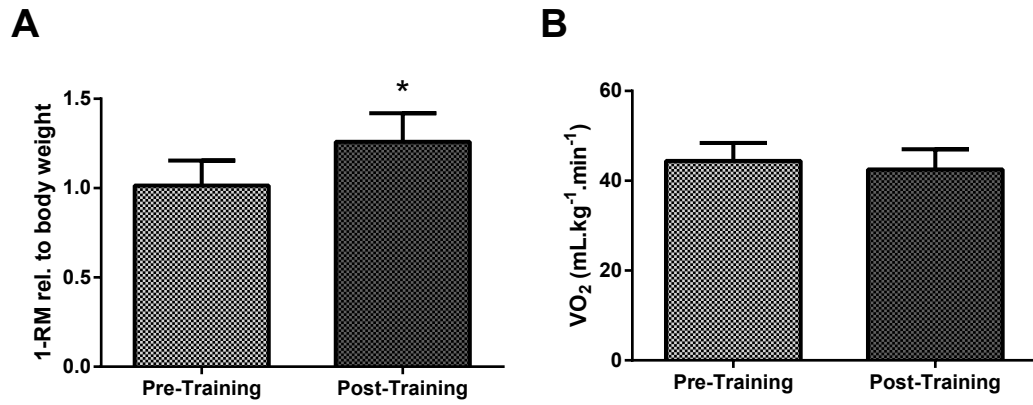 A
1-RM rel. to body weight
1.5
1.0
0.5
0.0
*
Pre-Training Post-Training
B
VO₂ (mL.kg⁻¹.min⁻¹)
60
40
20
0
Pre-Training Post-Training